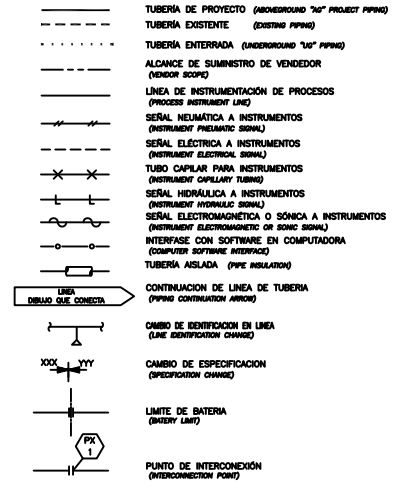 TUBERÍA DE PROYECTO (ABOVEGROUND "AG" PROJECT PIPING)
TUBERÍA EXISTENTE (EXISTING PIPING)
TUBERÍA ENTERRADA (UNDERGROUND "UG" PIPING)
ALCANCE DE SUMINISTRO DE VENDEDOR
(VENDOR SCOPE)
LÍNEA DE INSTRUMENTACIÓN DE PROCESOS
(PROCESS INSTRUMENT LINE)
SEÑAL NEUMÁTICA A INSTRUMENTOS
(INSTRUMENT PNEUMATIC SIGNAL)
SEÑAL ELÉCTRICA A INSTRUMENTOS
(INSTRUMENT ELECTRICAL SIGNAL)
TUBO CAPILAR PARA INSTRUMENTOS
(INSTRUMENT CAPILLARY TUBING)
SEÑAL HIDRÁULICA A INSTRUMENTOS
(INSTRUMENT HYDRAULIC SIGNAL)
SEÑAL ELECTROMAGNÉTICA O SÓNICA A INSTRUMENTOS
(INSTRUMENT ELECTROMAGNETIC OR SONIC SIGNAL)
INTERFASE CON SOFTWARE EN COMPUTADORA
(COMPUTER SOFTWARE INTERFACE)
TUBERÍA AISLADA (PIPE INSULATION)
LINEA
DIBUJO QUE CONECTA
CONTINUACION DE LINEA DE TUBERIA
(PIPING CONTINUATION ARROW)
CAMBIO DE IDENTIFICACION EN LINEA
(LINE IDENTIFICATION CHANGE)
XXX YYY
CAMBIO DE ESPECIFICACION
(SPECIFICATION CHANGE)
LIMITE DE BATERIA
(BATERY LIMIT)
PX
1
PUNTO DE INTERCONEXIÓN
(INTERCONNECTION POINT)